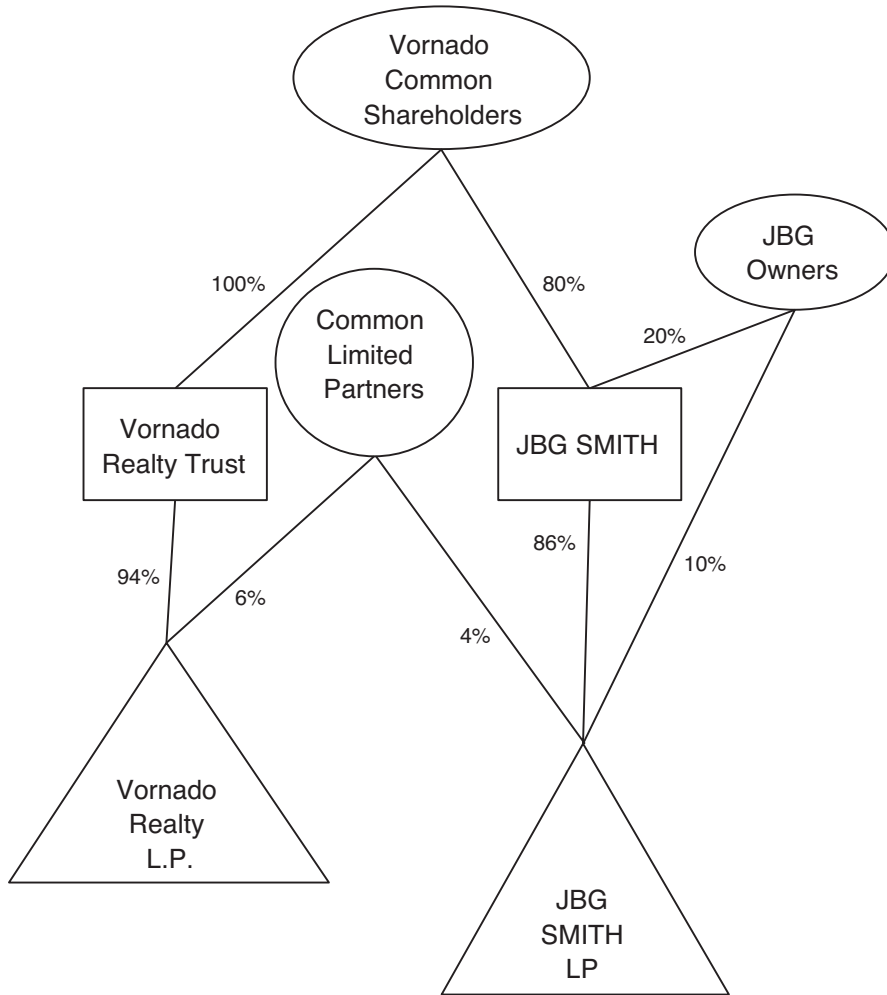 Vornado
Common
Shareholders
JBG
Owners
100%
80%
20%
Common
Limited
Partners
Vornado
Realty Trust
JBG SMITH
94%
6%
4%
86%
10%
Vornado
Realty
L.P.
JBG
SMITH
LP